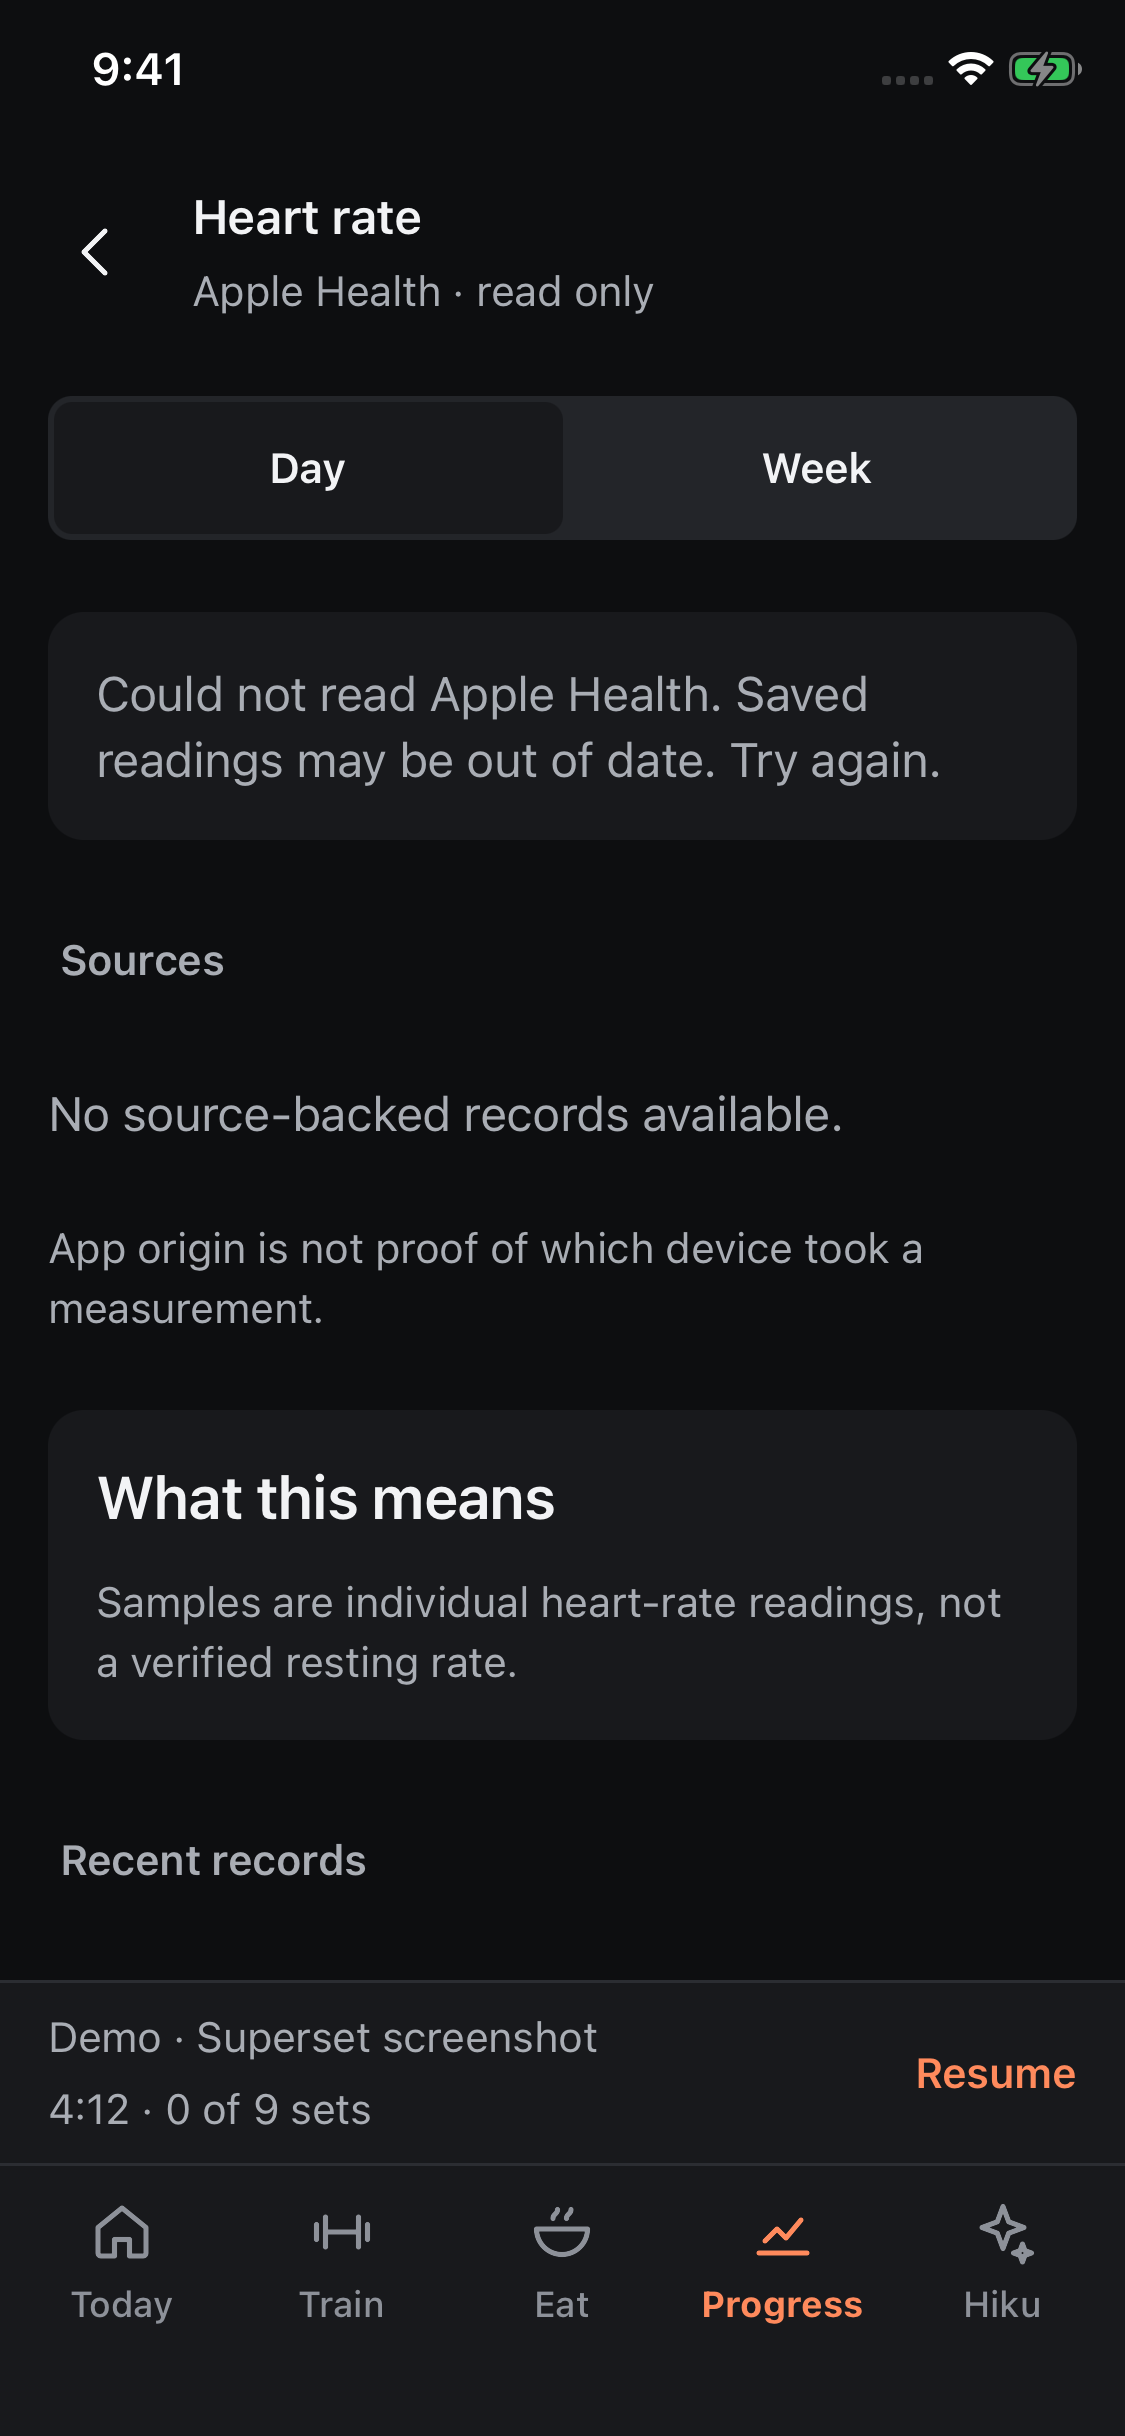 9:41
Heart rate
Apple Health · read only
Day
Week
Could not read Apple Health. Saved
readings may be out of date. Try again.
Sources
No source-backed records available.
App origin is not proof of which device took a
measurement.
What this means
Samples are individual heart-rate readings, not
a verified resting rate.
Recent records
Demo · Superset screenshot
4:12 · 0 of 9 sets
Resume
Today
Train
Eat
Progress
Hiku